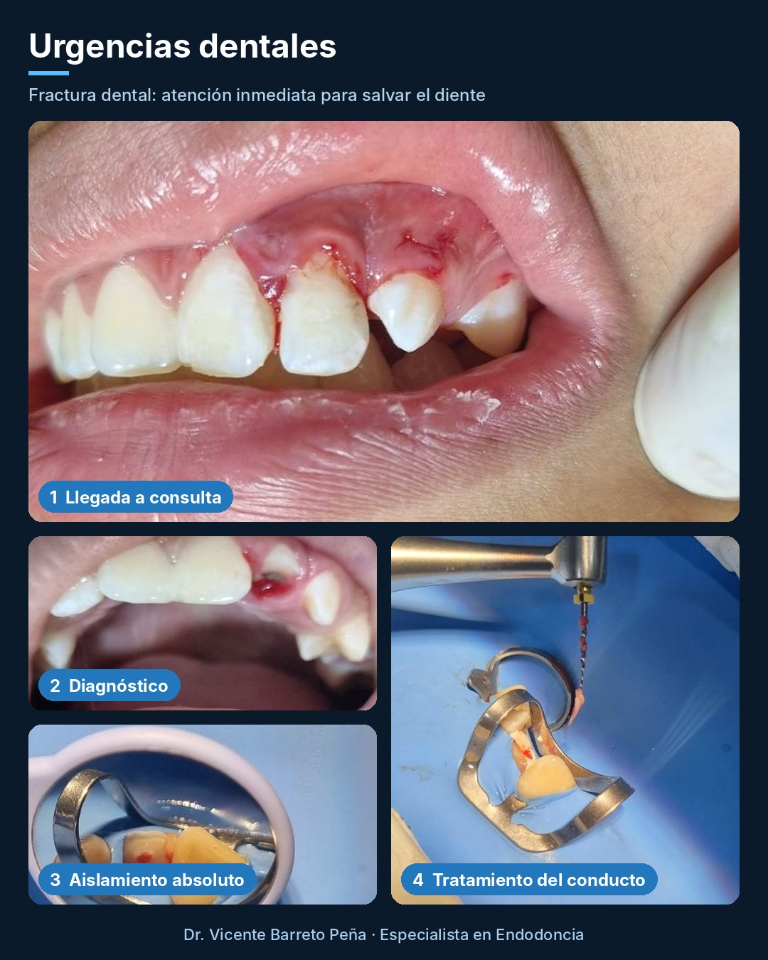 Urgencias dentales
Fractura dental: atención inmediata para salvar el diente
1 Llegada a consulta
2 Diagnóstico
3 Aislamiento absoluto
4 Tratamiento del conducto
Dr. Vicente Barreto Peña · Especialista en Endodoncia